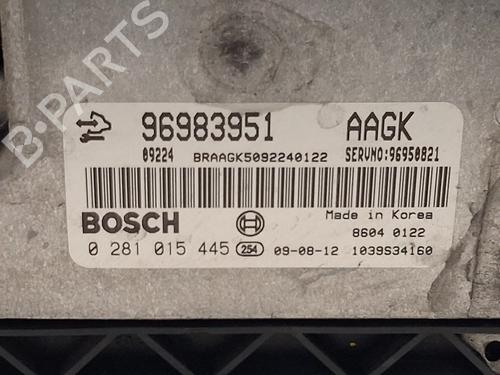 B-PARTS
96983951 AAGK
09224 BRAAGK5092240122 SERVNO:96950821
BOSCH Made in Korea
8604 0122
0 281 015 445 254 09-08-12 1039S34160